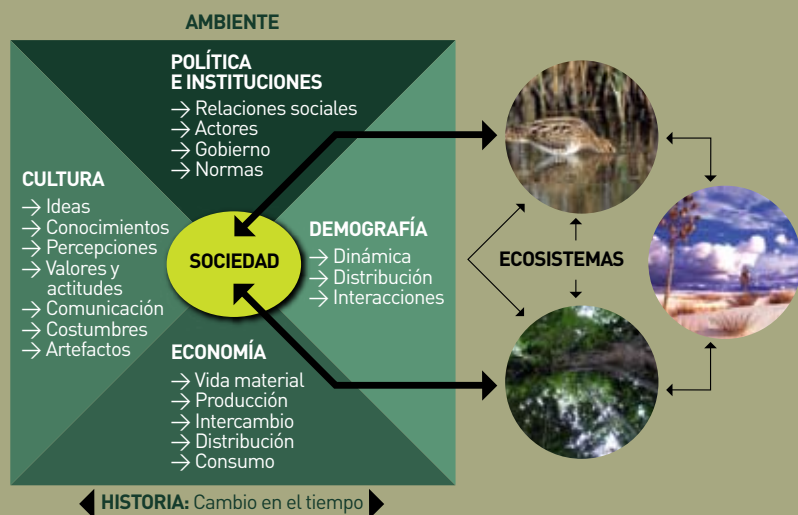 AMBIENTE
POLÍTICA
E INSTITUCIONES
→ Relaciones sociales
→ Actores
→ Gobierno
→ Normas
CULTURA
→ Ideas
→ Conocimientos
→ Percepciones
→ Valores y
actitudes
→ Comunicación
→ Costumbres
→ Artefactos
SOCIEDAD
DEMOGRAFÍA
→ Dinámica
→ Distribución
→ Interacciones
ECONOMÍA
→ Vida material
→ Producción
→ Intercambio
→ Distribución
→ Consumo
ECOSISTEMAS
HISTORIA: Cambio en el tiempo